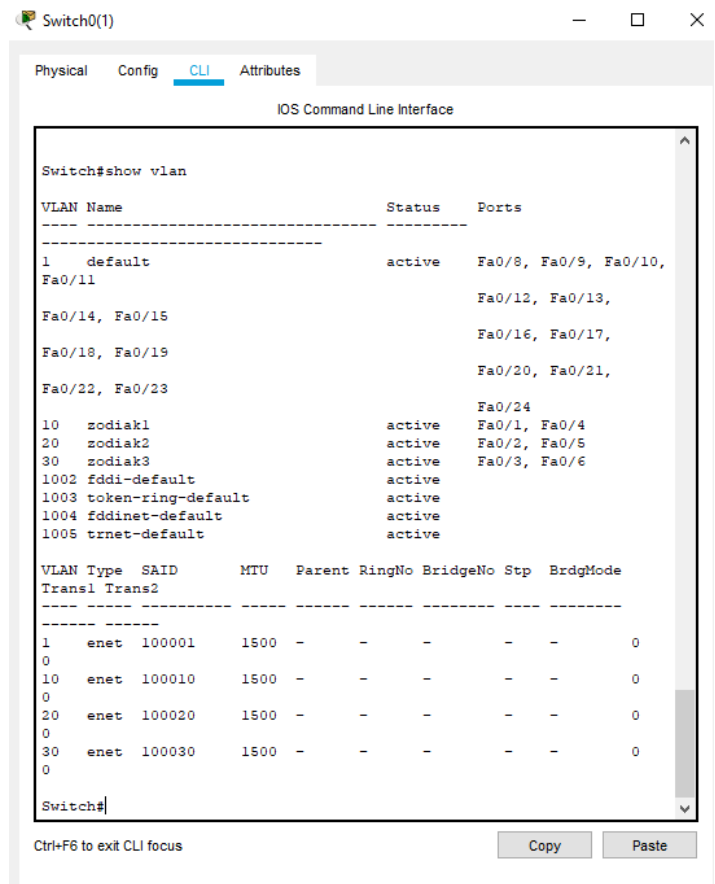 Switch0(1)
Physical Config CLI Attributes
IOS Command Line Interface
Switch#show vlan
VLAN Name                             Status    Ports
---- -------------------------------- ---------
-------------------------------
1    default                          active    Fa0/8, Fa0/9, Fa0/10,
Fa0/11
                                                Fa0/12, Fa0/13,
Fa0/14, Fa0/15
                                                Fa0/16, Fa0/17,
Fa0/18, Fa0/19
                                                Fa0/20, Fa0/21,
Fa0/22, Fa0/23
                                                Fa0/24
10   zodiak1                          active    Fa0/1, Fa0/4
20   zodiak2                          active    Fa0/2, Fa0/5
30   zodiak3                          active    Fa0/3, Fa0/6
1002 fddi-default                     active
1003 token-ring-default               active
1004 fddinet-default                  active
1005 trnet-default                    active
VLAN Type  SAID       MTU   Parent RingNo BridgeNo Stp  BrdgMode
Trans1 Trans2
---- ----- ---------- ----- ------ ------ -------- ---- --------
------ ------
1    enet  100001     1500  -      -      -        -    -        0
0
10   enet  100010     1500  -      -      -        -    -        0
0
20   enet  100020     1500  -      -      -        -    -        0
0
30   enet  100030     1500  -      -      -        -    -        0
0
Switch#
Ctrl+F6 to exit CLI focus Copy Paste